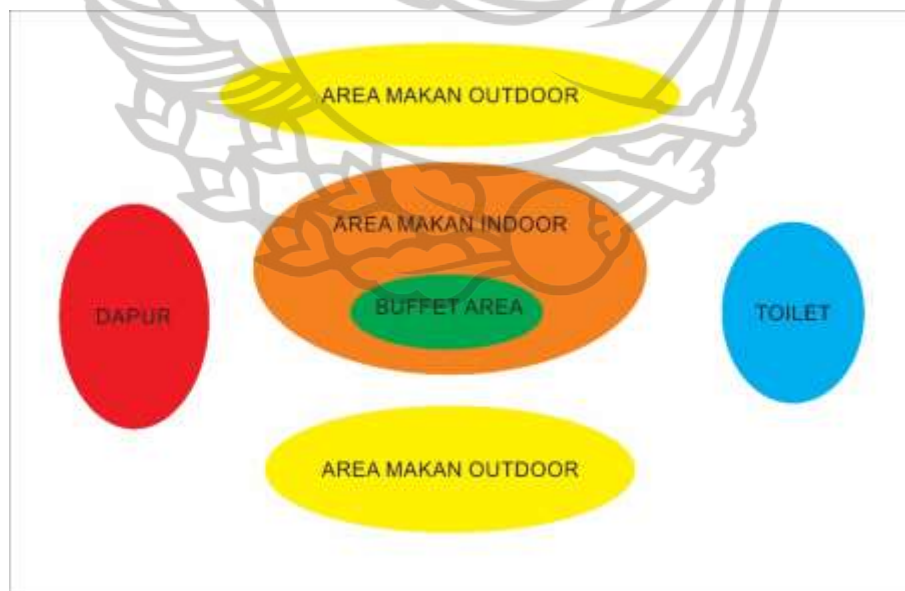 AREA MAKAN OUTDOOR
AREA MAKAN INDOOR
BUFFET AREA
DAPUR
TOILET
AREA MAKAN OUTDOOR